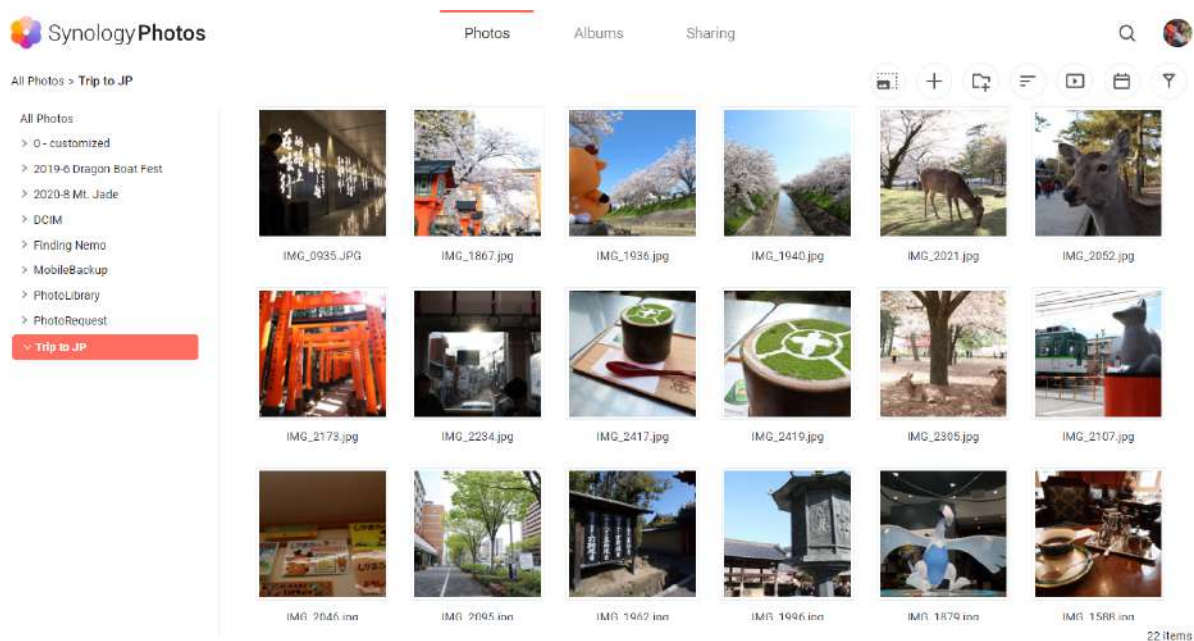 SynologyPhotos
Photos Albums Sharing
All Photos > Trip to JP
All Photos
> 0 - customized
> 2019-6 Dragon Boat Fest
> 2020-8 Mt. Jade
> DCIM
> Finding Nemo
> MobileBackup
> PhotoLibrary
> PhotoRequest
Trip to JP
IMG_0935.JPG IMG_1867.jpg IMG_1936.jpg IMG_1940.jpg IMG_2021.jpg IMG_2052.jpg
IMG_2173.jpg IMG_2234.jpg IMG_2417.jpg IMG_2419.jpg IMG_2305.jpg IMG_2107.jpg
IMG_2046.jpg IMG_2095.jpg IMG_1962.jpg IMG_1996.jpg IMG_1879.jpg IMG_1588.jpg
22 items